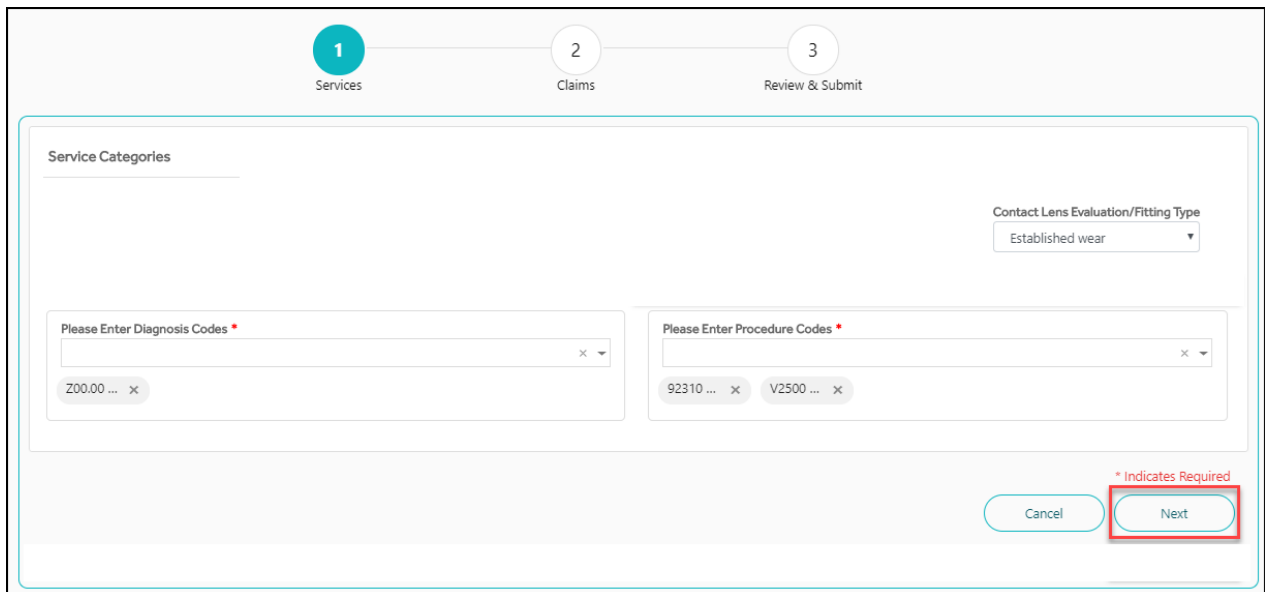 1
2
3
Services
Claims
Review & Submit
Service Categories
Contact Lens Evaluation/Fitting Type
Established wear
Please Enter Diagnosis Codes *
Z00.00 ...
Please Enter Procedure Codes *
92310 ...
V2500 ...
* Indicates Required
Cancel
Next